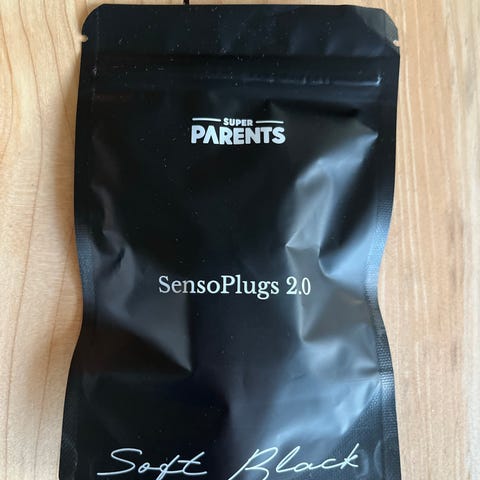 SUPER
PARENTS
SensoPlugs 2.0
Soft Black